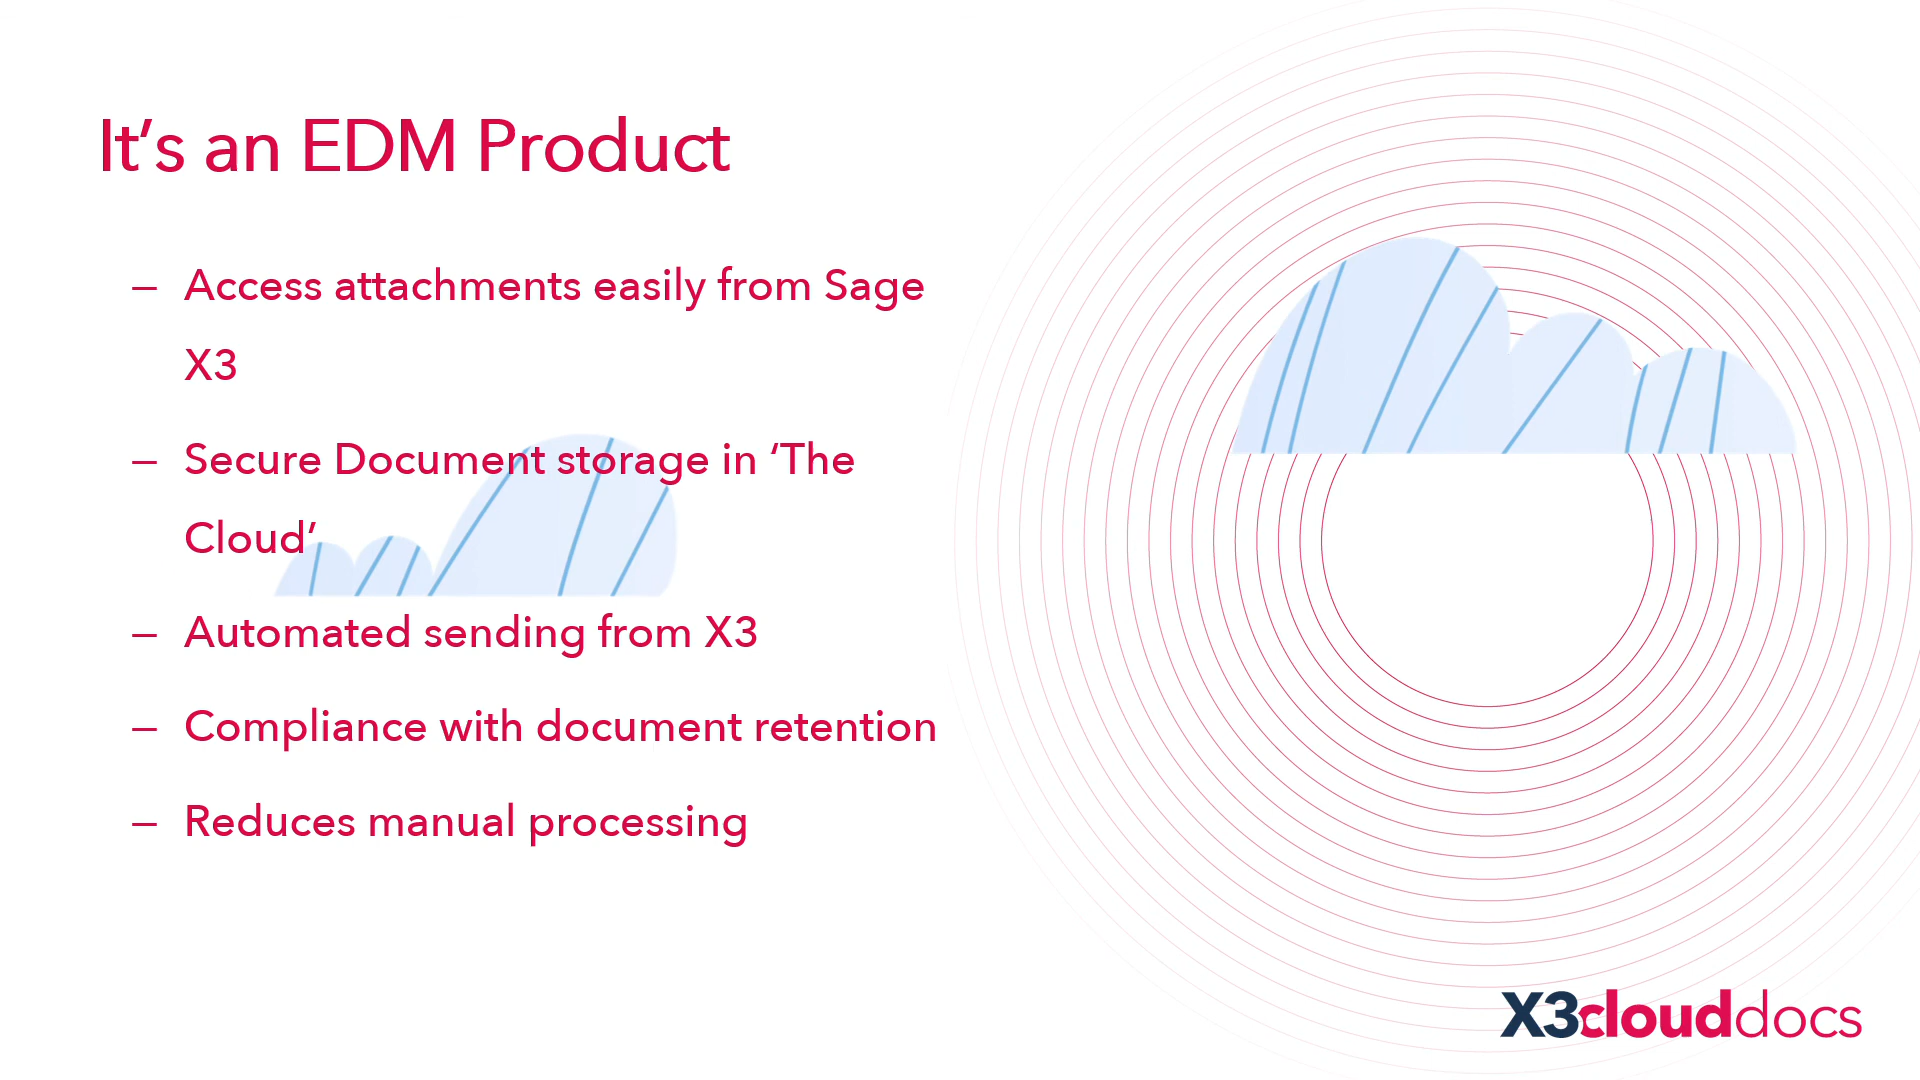 It’s an EDM Product
– Access attachments easily from Sage
X3
– Secure Document storage in ‘The
Cloud’
– Automated sending from X3
– Compliance with document retention
– Reduces manual processing
X3clouddocs